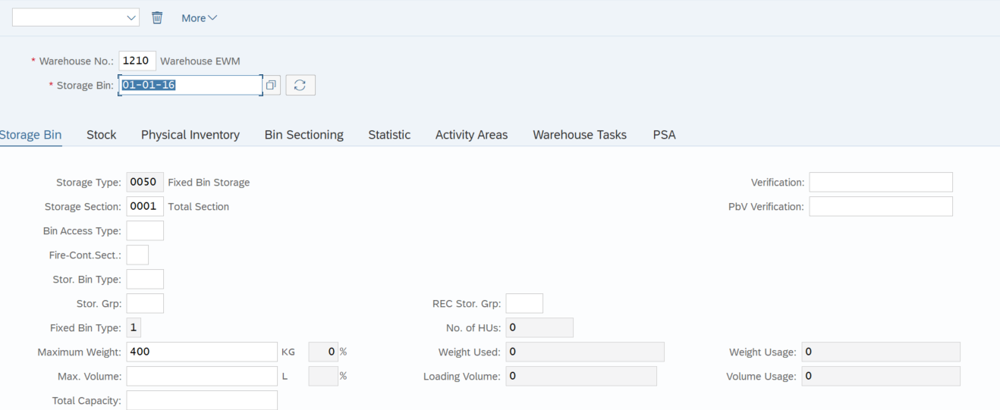 More
* Warehouse No.: 1210 Warehouse EWM
* Storage Bin: 01-01-16
Storage Bin Stock Physical Inventory Bin Sectioning Statistic Activity Areas Warehouse Tasks PSA
Storage Type: 0050 Fixed Bin Storage Verification:
Storage Section: 0001 Total Section PbV Verification:
Bin Access Type:
Fire-Cont.Sect.:
Stor. Bin Type:
Stor. Grp: REC Stor. Grp:
Fixed Bin Type: 1 No. of HUs: 0
Maximum Weight: 400 KG 0 % Weight Used: 0 Weight Usage: 0
Max. Volume: L % Loading Volume: 0 Volume Usage: 0
Total Capacity: